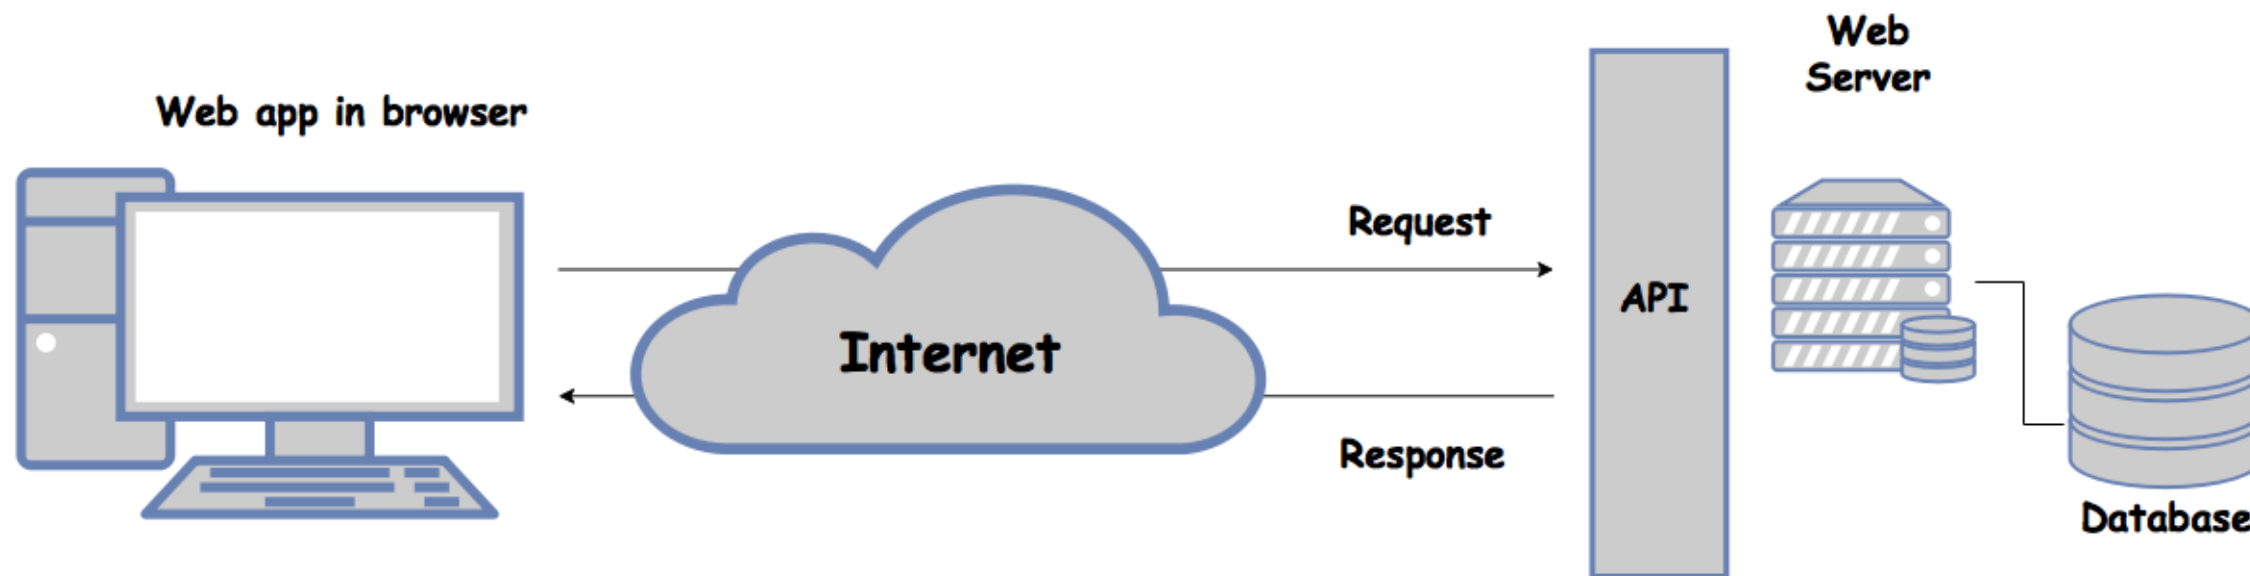 Web app in browser
Internet
Request
Response
API
Web
Server
Database